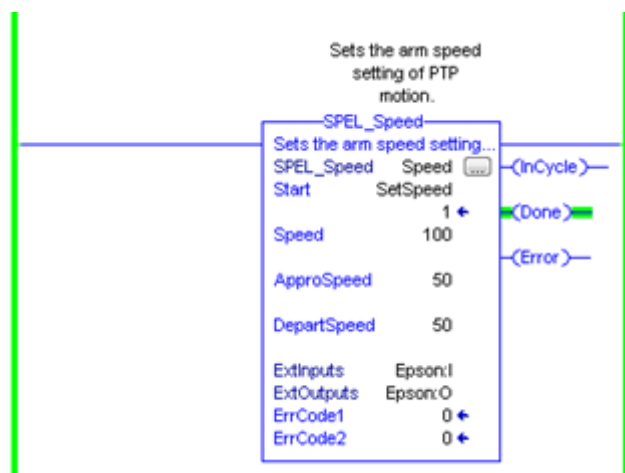 Sets the arm speed
setting of PTP
motion.
SPEL_Speed
Sets the arm speed setting...
SPEL_Speed Speed ... (InCycle)
Start SetSpeed
1 (Done)
Speed 100
(Error)
ApproSpeed 50
DepartSpeed 50
ExtInputs Epson:I
ExtOutputs Epson:O
ErrCode1 0
ErrCode2 0